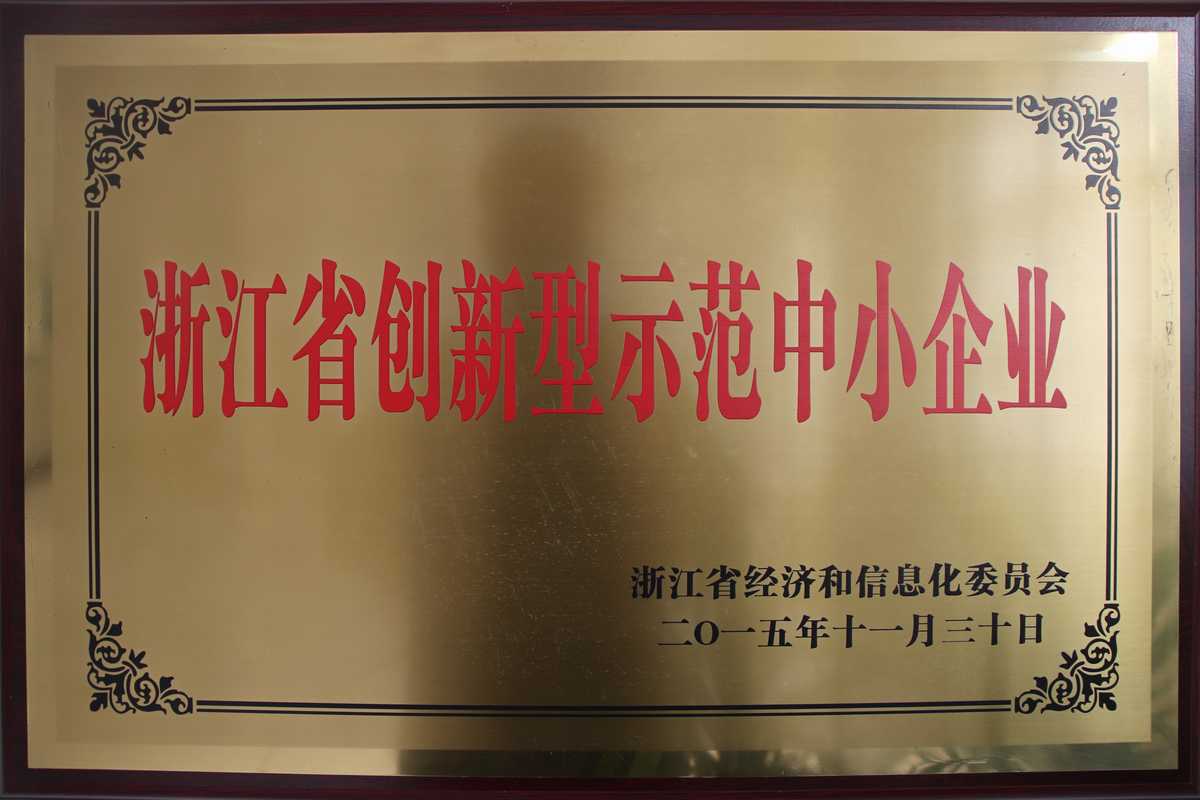 浙江省创新型示范中小企业
浙江省经济和信息化委员会
二O一五年十一月三十日